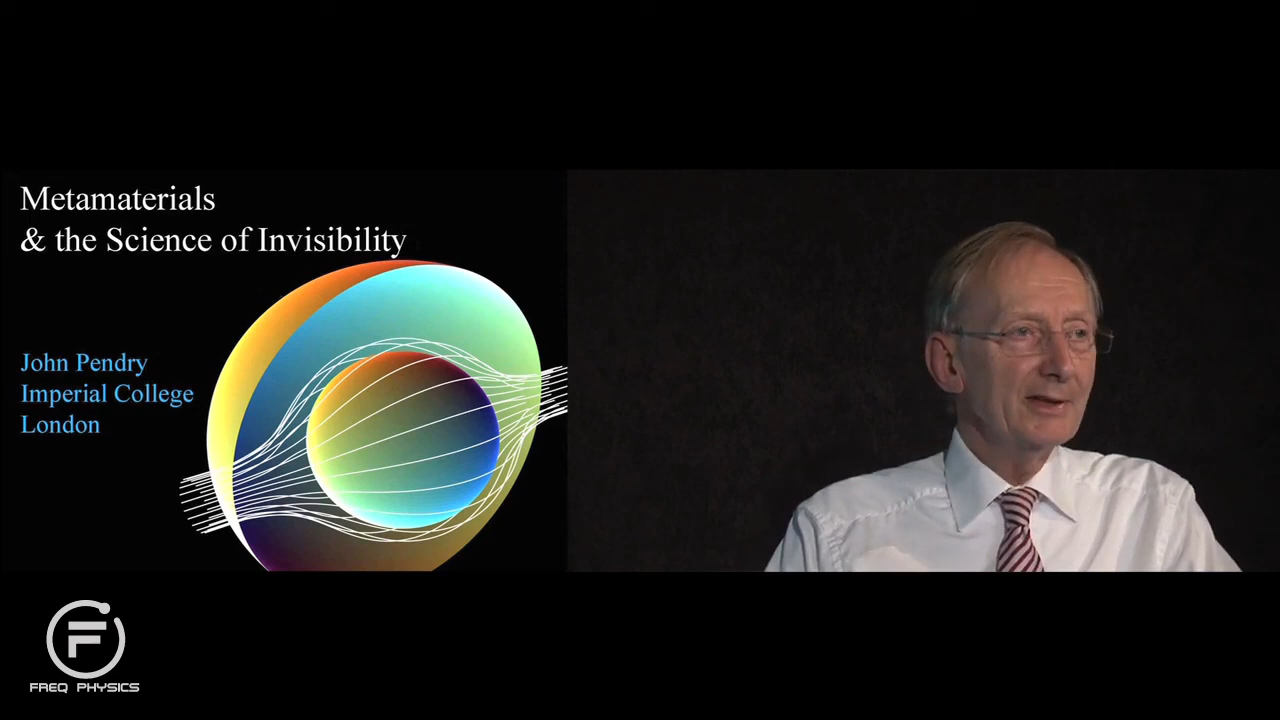 Metamaterials
& the Science of Invisibility
John Pendry
Imperial College
London
F
FREQ PHYSICS